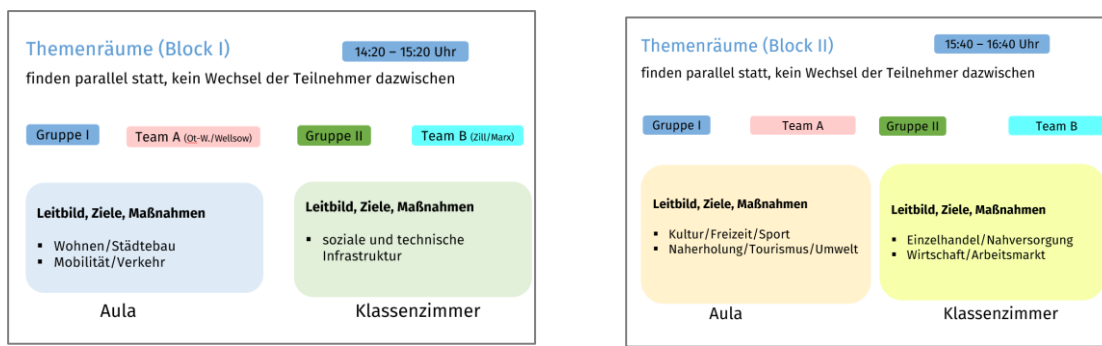 Themenräume (Block I)
14:20 – 15:20 Uhr
finden parallel statt, kein Wechsel der Teilnehmer dazwischen
Gruppe I
Team A (Ot-W./Wellsow)
Gruppe II
Team B (Zill/Marx)
Leitbild, Ziele, Maßnahmen
▪ Wohnen/Städtebau
▪ Mobilität/Verkehr
Aula
Leitbild, Ziele, Maßnahmen
▪ soziale und technische
Infrastruktur
Klassenzimmer
Themenräume (Block II)
15:40 – 16:40 Uhr
finden parallel statt, kein Wechsel der Teilnehmer dazwischen
Gruppe I
Team A
Gruppe II
Team B
Leitbild, Ziele, Maßnahmen
▪ Kultur/Freizeit/Sport
▪ Naherholung/Tourismus/Umwelt
Aula
Leitbild, Ziele, Maßnahmen
▪ Einzelhandel/Nahversorgung
▪ Wirtschaft/Arbeitsmarkt
Klassenzimmer